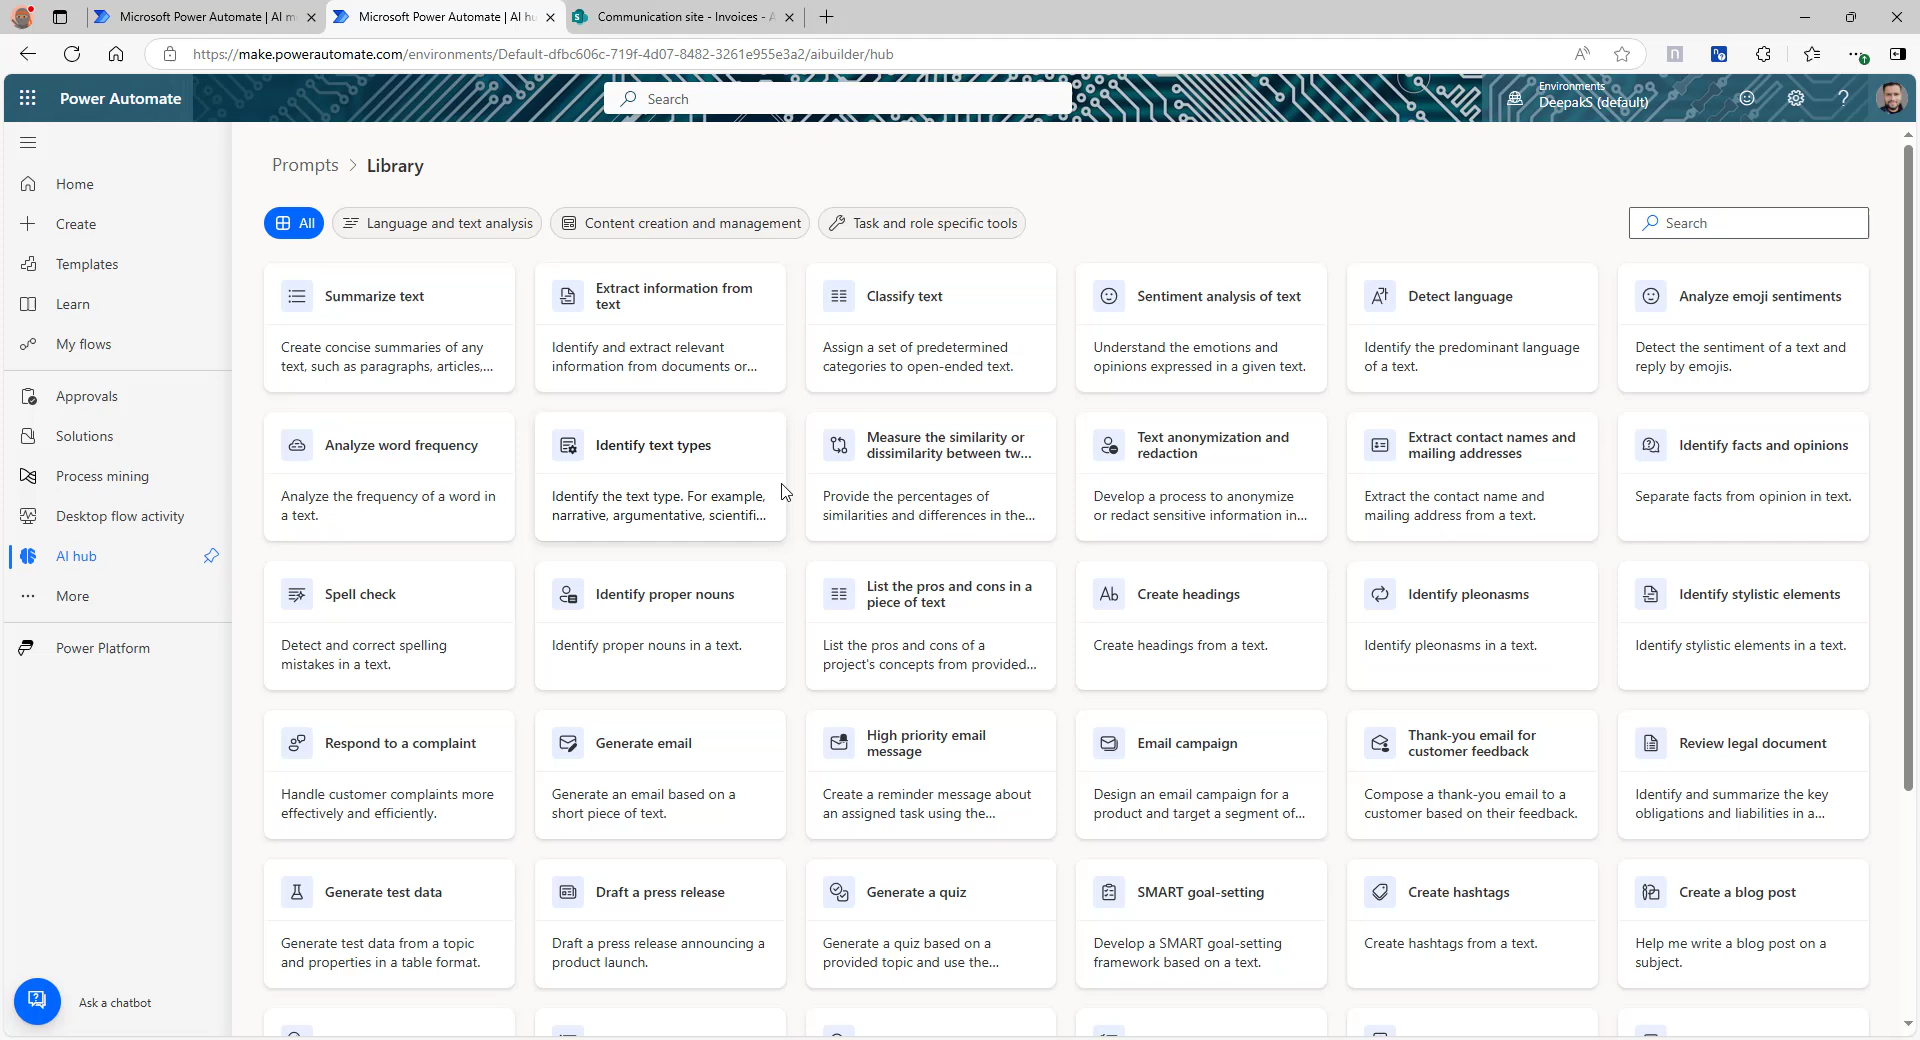 Microsoft Power Automate | AI m
Microsoft Power Automate | AI hu
Communication site - Invoices - A
https://make.powerautomate.com/environments/Default-dfbc606c-719f-4d07-8482-3261e955e3a2/aibuilder/hub
Power Automate
Search
Environments
DeepakS (default)
Home
Create
Templates
Learn
My flows
Approvals
Solutions
Process mining
Desktop flow activity
AI hub
More
Power Platform
Ask a chatbot
Prompts > Library
All
Language and text analysis
Content creation and management
Task and role specific tools
Search
Summarize text
Create concise summaries of any
text, such as paragraphs, articles,...
Extract information from
text
Identify and extract relevant
information from documents or...
Classify text
Assign a set of predetermined
categories to open-ended text.
Sentiment analysis of text
Understand the emotions and
opinions expressed in a given text.
Detect language
Identify the predominant language
of a text.
Analyze emoji sentiments
Detect the sentiment of a text and
reply by emojis.
Analyze word frequency
Analyze the frequency of a word in
a text.
Identify text types
Identify the text type. For example,
narrative, argumentative, scientifi...
Measure the similarity or
dissimilarity between tw...
Provide the percentages of
similarities and differences in the...
Text anonymization and
redaction
Develop a process to anonymize
or redact sensitive information in...
Extract contact names and
mailing addresses
Extract the contact name and
mailing address from a text.
Identify facts and opinions
Separate facts from opinion in text.
Spell check
Detect and correct spelling
mistakes in a text.
Identify proper nouns
Identify proper nouns in a text.
List the pros and cons in a
piece of text
List the pros and cons of a
project's concepts from provided...
Ab
Create headings
Create headings from a text.
Identify pleonasms
Identify pleonasms in a text.
Identify stylistic elements
Identify stylistic elements in a text.
Respond to a complaint
Handle customer complaints more
effectively and efficiently.
Generate email
Generate an email based on a
short piece of text.
High priority email
message
Create a reminder message about
an assigned task using the...
Email campaign
Design an email campaign for a
product and target a segment of...
Thank-you email for
customer feedback
Compose a thank-you email to a
customer based on their feedback.
Review legal document
Identify and summarize the key
obligations and liabilities in a...
Generate test data
Generate test data from a topic
and properties in a table format.
Draft a press release
Draft a press release announcing a
product launch.
Generate a quiz
Generate a quiz based on a
provided topic and use the...
SMART goal-setting
Develop a SMART goal-setting
framework based on a text.
Create hashtags
Create hashtags from a text.
Create a blog post
Help me write a blog post on a
subject.